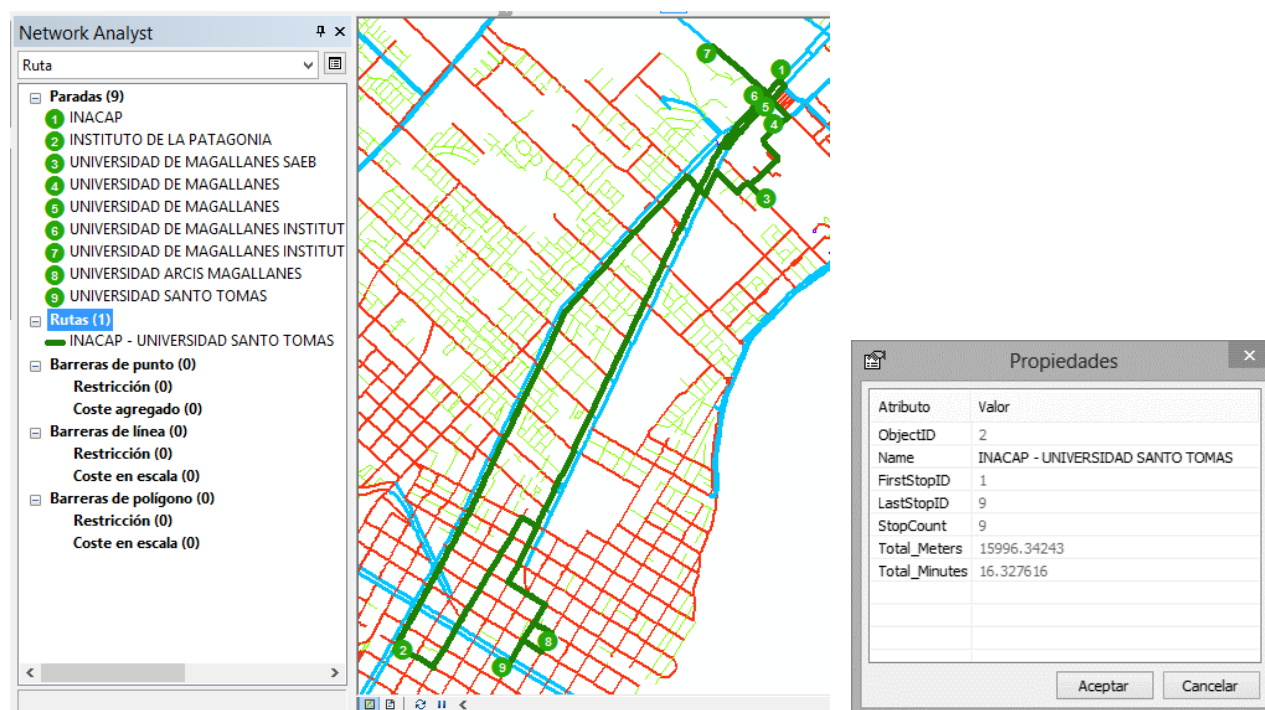 Network Analyst
Ruta
Paradas (9)
1 INACAP
2 INSTITUTO DE LA PATAGONIA
3 UNIVERSIDAD DE MAGALLANES SAEB
4 UNIVERSIDAD DE MAGALLANES
5 UNIVERSIDAD DE MAGALLANES
6 UNIVERSIDAD DE MAGALLANES INSTITUT
7 UNIVERSIDAD DE MAGALLANES INSTITUT
8 UNIVERSIDAD ARCIS MAGALLANES
9 UNIVERSIDAD SANTO TOMAS
Rutas (1)
INACAP - UNIVERSIDAD SANTO TOMAS
Barreras de punto (0)
Restricción (0)
Coste agregado (0)
Barreras de línea (0)
Restricción (0)
Coste en escala (0)
Barreras de polígono (0)
Restricción (0)
Coste en escala (0)
7
1
6
5
4
3
2
8
9
Propiedades
Atributo Valor
ObjectID 2
Name INACAP - UNIVERSIDAD SANTO TOMAS
FirstStopID 1
LastStopID 9
StopCount 9
Total_Meters 15996.34243
Total_Minutes 16.327616
Aceptar Cancelar